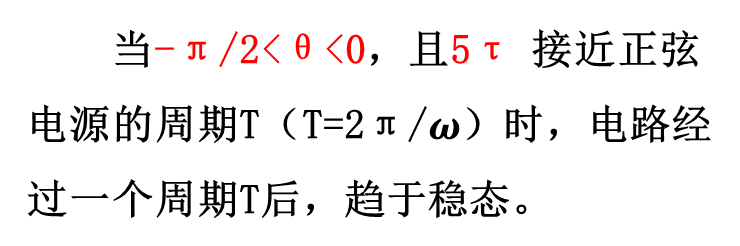 当-π/2<θ<0，且5τ 接近正弦
电源的周期T（T=2π/ω）时，电路经
过一个周期T后，趋于稳态。